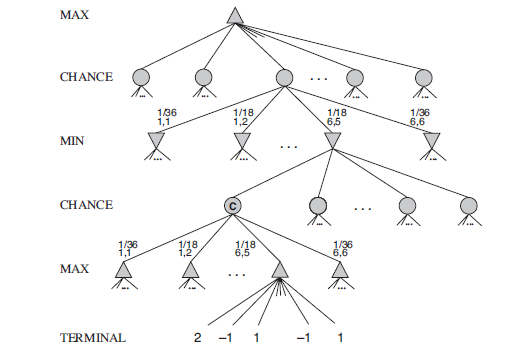 MAX
CHANCE ...
1/36 1/18 1/18 1/36
1,1 1,2 6,5 6,6
MIN ...
CHANCE C ...
1/36 1/18 1/18 1/36
1,1 1,2 6,5 6,6
MAX ...
TERMINAL 2 –1 1 –1 1